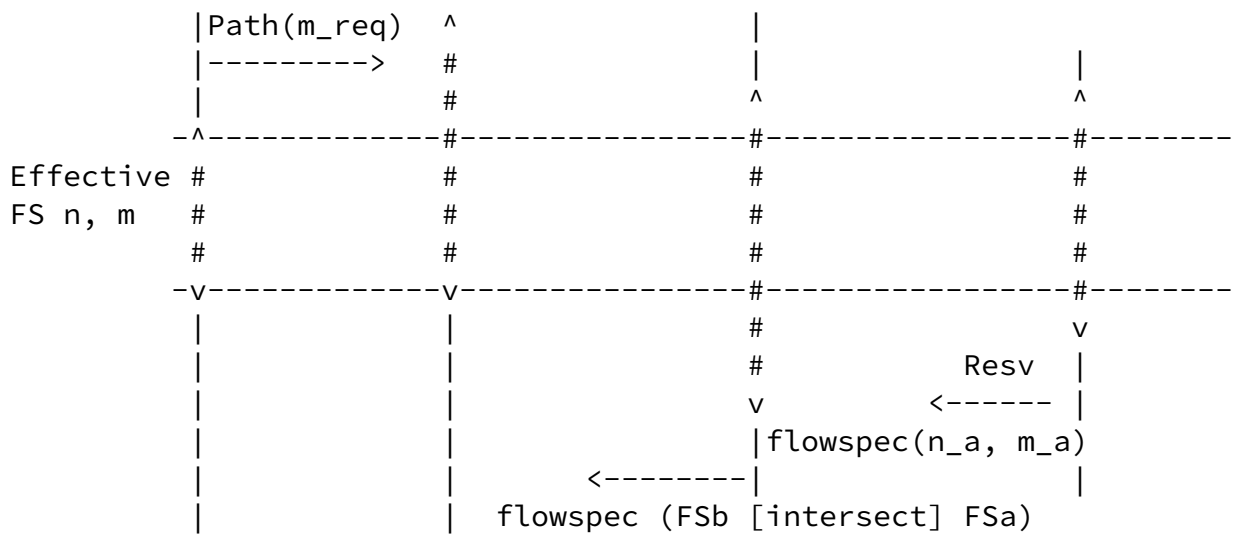 |Path(m_req)  ^                |
|--------->   #                |                 |
|             #                ^                 ^
-^-------------#----------------#-----------------#--------
Effective #             #                #                 #
FS n, m   #             #                #                 #
#             #                #                 #
-v-------------v----------------#-----------------#--------
|             |                #                 v
|             |                #           Resv  |
|             |                v         <------ |
|             |                |flowspec(n_a, m_a)
|             |       <--------|                 |
|             |  flowspec (FSb [intersect] FSa)